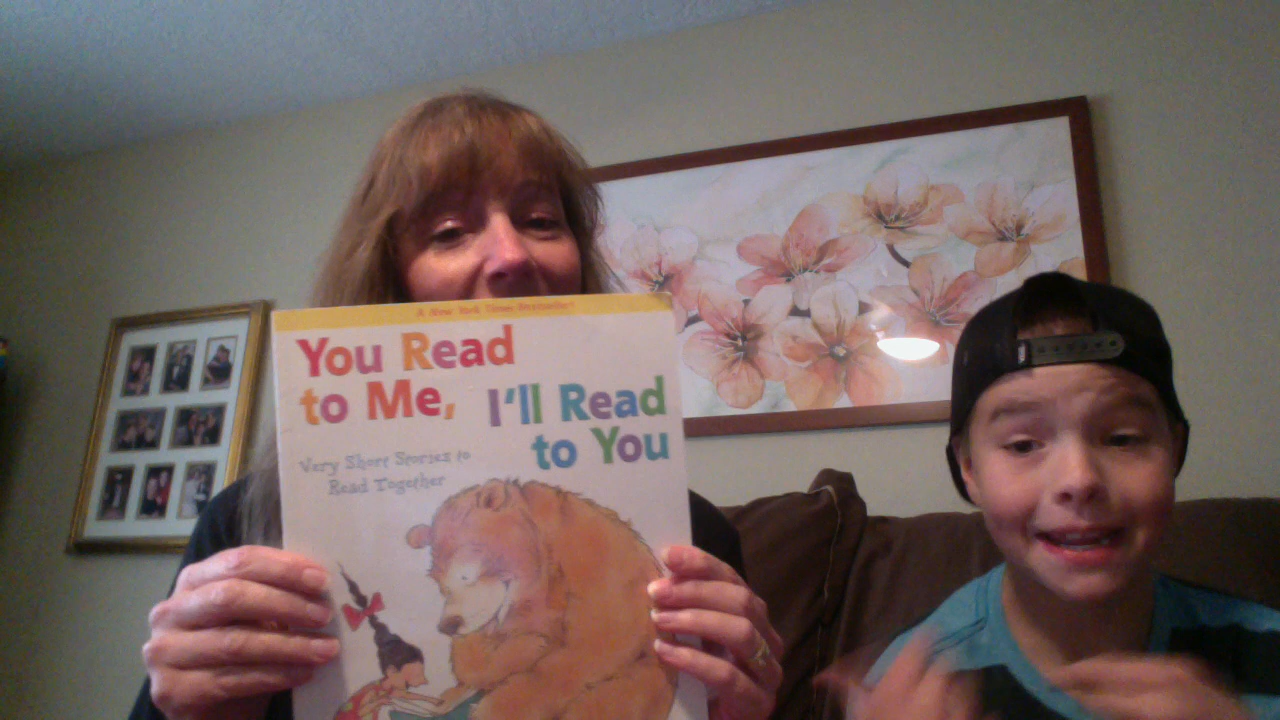 A New York Times Bestseller!
You Read
to Me,
I'll Read
to You
Very Short Stories to
Read Together